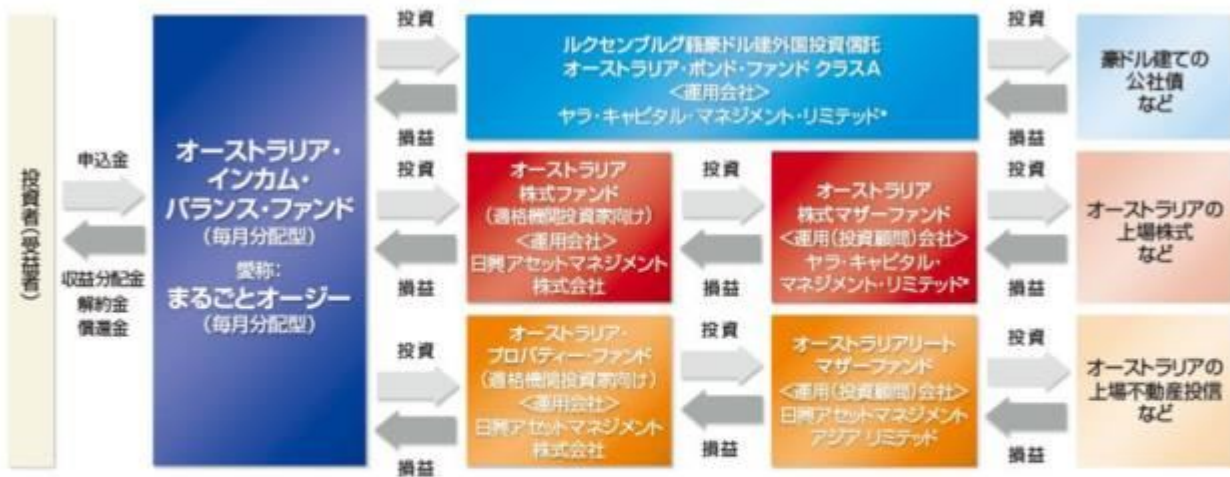 投資者(受益者)
申込金
収益分配金
解約金
償還金
オーストラリア・
インカム・
バランス・ファンド
(毎月分配型)
愛称:
まるごとオージー
(毎月分配型)
投資
損益
ルクセンブルグ籍豪ドル建外国投資信託
オーストラリア・ボンド・ファンド クラスA
<運用会社>
ヤラ・キャピタル・マネジメント・リミテッド*
投資
損益
豪ドル建ての
公社債
など
投資
損益
オーストラリア
株式ファンド
(適格機関投資家向け)
<運用会社>
日興アセットマネジメント
株式会社
投資
損益
オーストラリア
株式マザーファンド
<運用(投資顧問)会社>
ヤラ・キャピタル・
マネジメント・リミテッド*
投資
損益
オーストラリアの
上場株式
など
投資
損益
オーストラリア・
プロパティー・ファンド
(適格機関投資家向け)
<運用会社>
日興アセットマネジメント
株式会社
投資
損益
オーストラリアリート
マザーファンド
<運用(投資顧問)会社>
日興アセットマネジメント
アジア リミテッド
投資
損益
オーストラリアの
上場不動産投信
など